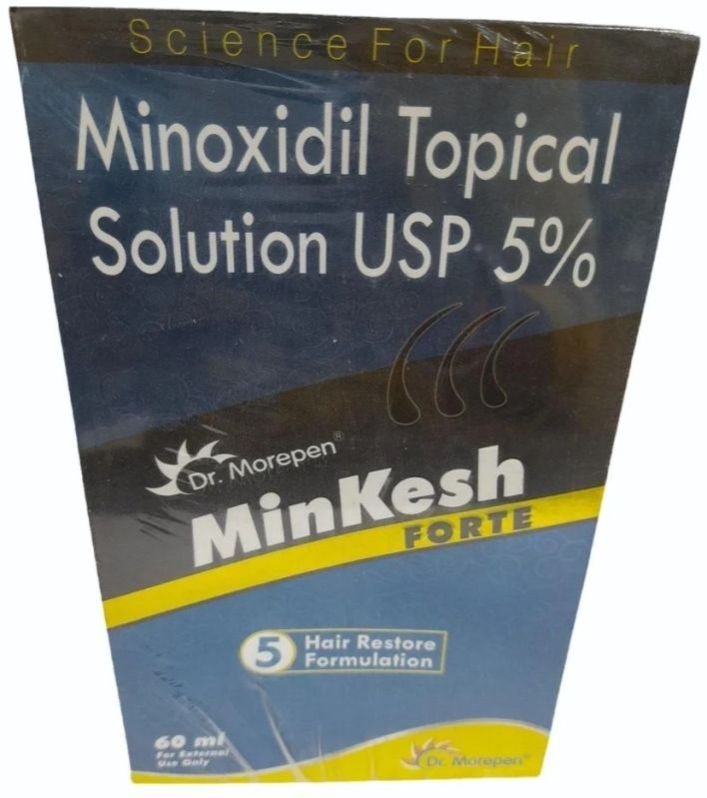 Science For Hair
Minoxidil Topical
Solution USP 5%
Dr. Morepen®
MinKesh
FORTE
5 Hair Restore
Formulation
60 ml
For External
Use Only
Dr. Morepen®